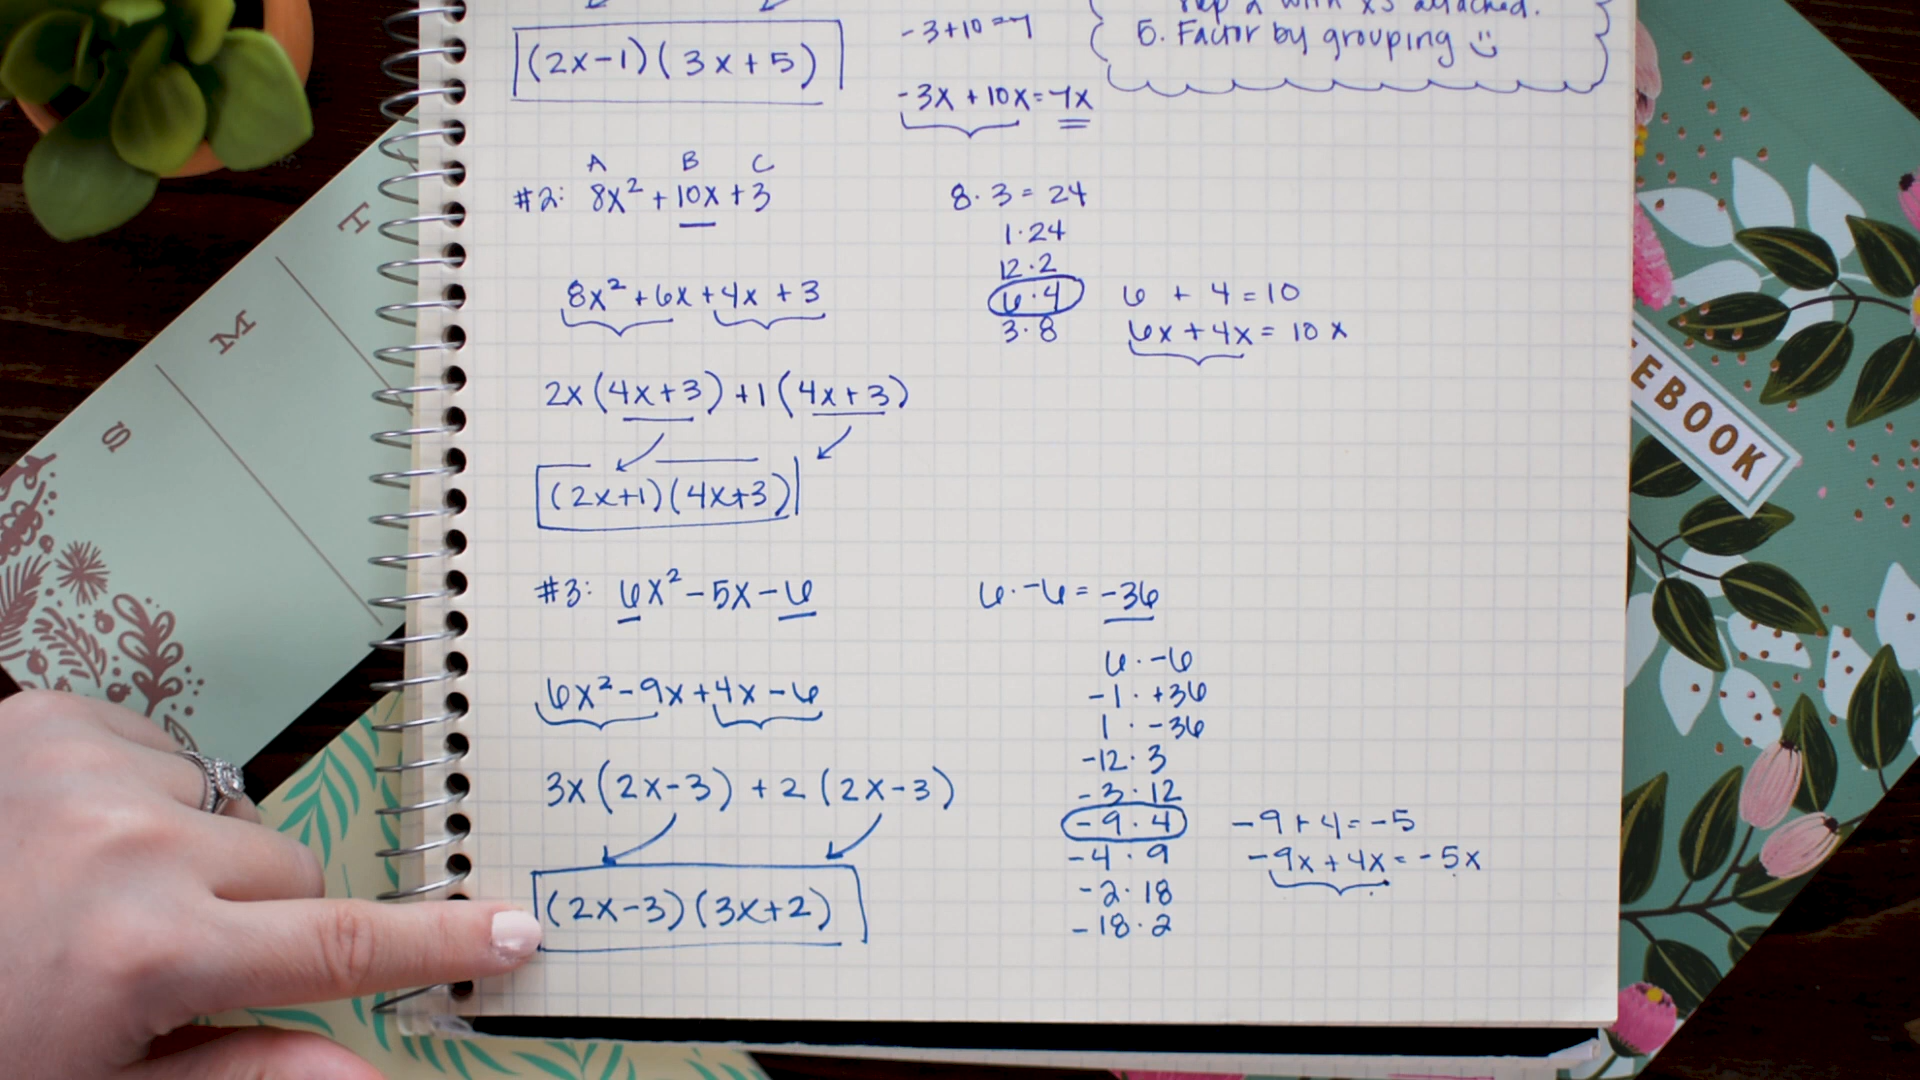 with x's attached.
5. Factor by grouping
(2x-1)(3x+5)
-3+10=7
-3x+10x=7x
A B C
#2: 8x²+10x+3
8x²+6x+4x+3
2x(4x+3)+1(4x+3)
(2x+1)(4x+3)
8·3=24
1·24
12·2
6·4
3·8
6+4=10
6x+4x=10x
#3: 6x²-5x-6
6x²-9x+4x-6
3x(2x-3)+2(2x-3)
(2x-3)(3x+2)
6·-6=-36
6·-6
-1·+36
1·-36
-12·3
-3·12
-9·4
-4·9
-2·18
-18·2
-9+4=-5
-9x+4x=-5x
S M T
EBOOK